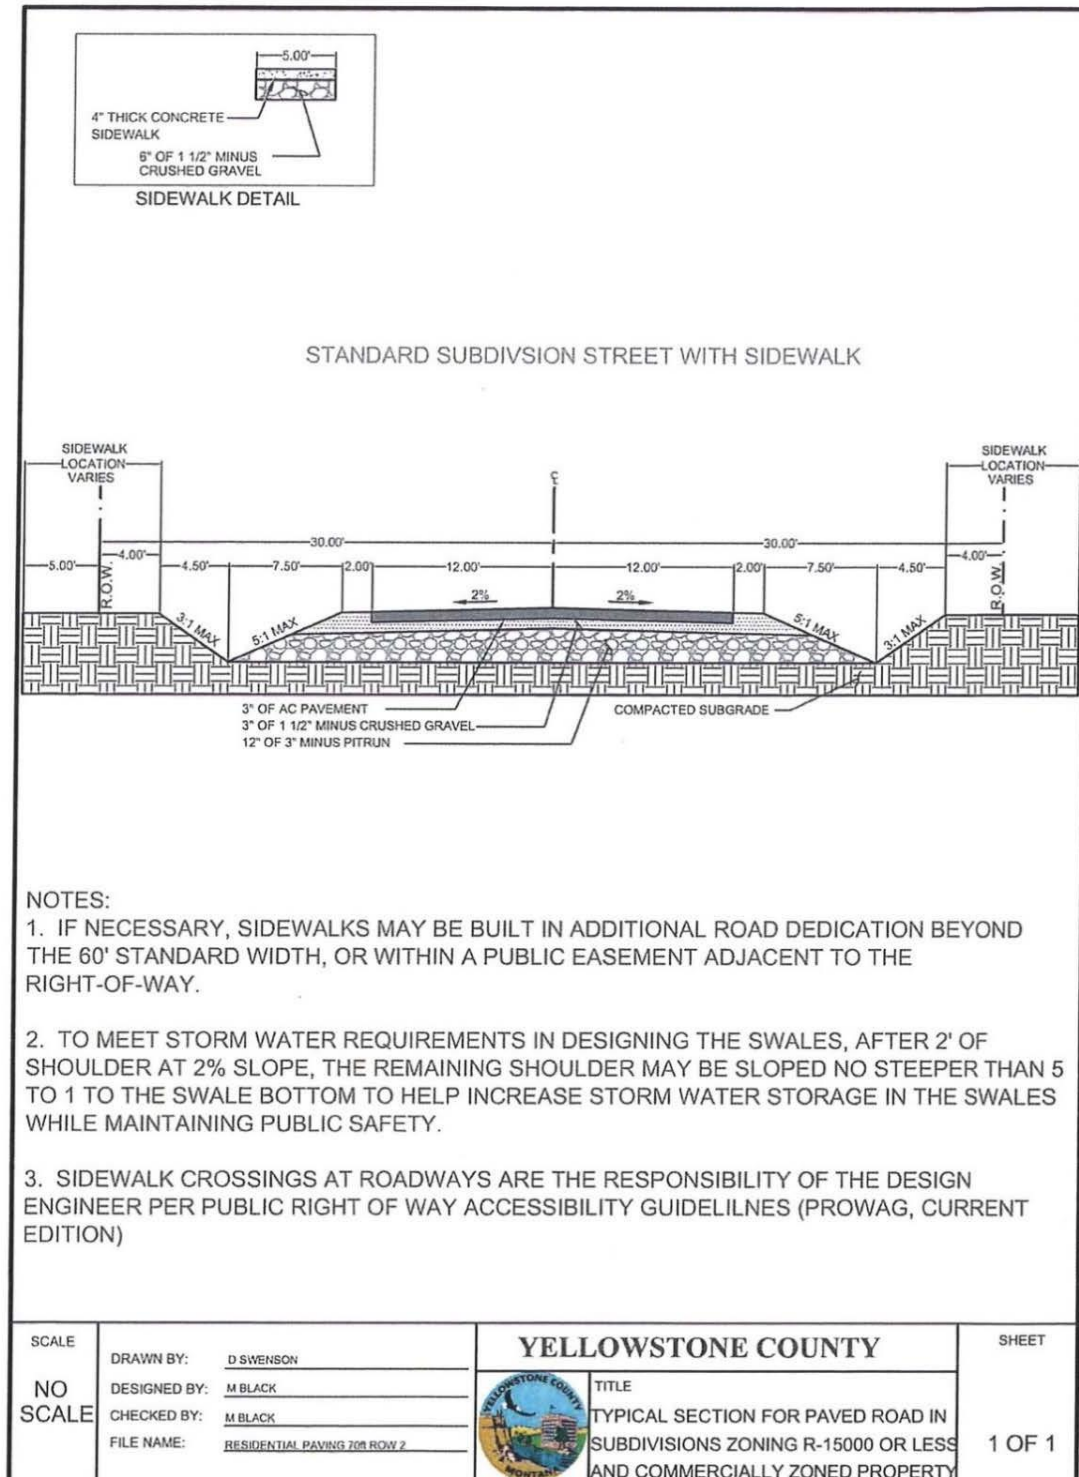 5.00'
4" THICK CONCRETE
SIDEWALK
6" OF 1 1/2" MINUS
CRUSHED GRAVEL
SIDEWALK DETAIL
STANDARD SUBDIVSION STREET WITH SIDEWALK
SIDEWALK
LOCATION
VARIES
SIDEWALK
LOCATION
VARIES
℄
30.00' 30.00'
4.00' 4.00'
5.00' 4.50' 7.50' 2.00' 12.00' 12.00' 2.00' 7.50' 4.50'
R.O.W. R.O.W.
2% 2%
3:1 MAX 5:1 MAX 5:1 MAX 3:1 MAX
3" OF AC PAVEMENT
3" OF 1 1/2" MINUS CRUSHED GRAVEL
12" OF 3" MINUS PITRUN
COMPACTED SUBGRADE
NOTES:
1. IF NECESSARY, SIDEWALKS MAY BE BUILT IN ADDITIONAL ROAD DEDICATION BEYOND
THE 60' STANDARD WIDTH, OR WITHIN A PUBLIC EASEMENT ADJACENT TO THE
RIGHT-OF-WAY.
2. TO MEET STORM WATER REQUIREMENTS IN DESIGNING THE SWALES, AFTER 2' OF
SHOULDER AT 2% SLOPE, THE REMAINING SHOULDER MAY BE SLOPED NO STEEPER THAN 5
TO 1 TO THE SWALE BOTTOM TO HELP INCREASE STORM WATER STORAGE IN THE SWALES
WHILE MAINTAINING PUBLIC SAFETY.
3. SIDEWALK CROSSINGS AT ROADWAYS ARE THE RESPONSIBILITY OF THE DESIGN
ENGINEER PER PUBLIC RIGHT OF WAY ACCESSIBILITY GUIDELILNES (PROWAG, CURRENT
EDITION)
SCALE
NO
SCALE
DRAWN BY: D SWENSON
DESIGNED BY: M BLACK
CHECKED BY: M BLACK
FILE NAME: RESIDENTIAL PAVING 70ft ROW 2
YELLOWSTONE COUNTY
YELLOWSTONE COUNTY
MONTANA
TITLE
TYPICAL SECTION FOR PAVED ROAD IN
SUBDIVISIONS ZONING R-15000 OR LESS
AND COMMERCIALLY ZONED PROPERTY
SHEET
1 OF 1